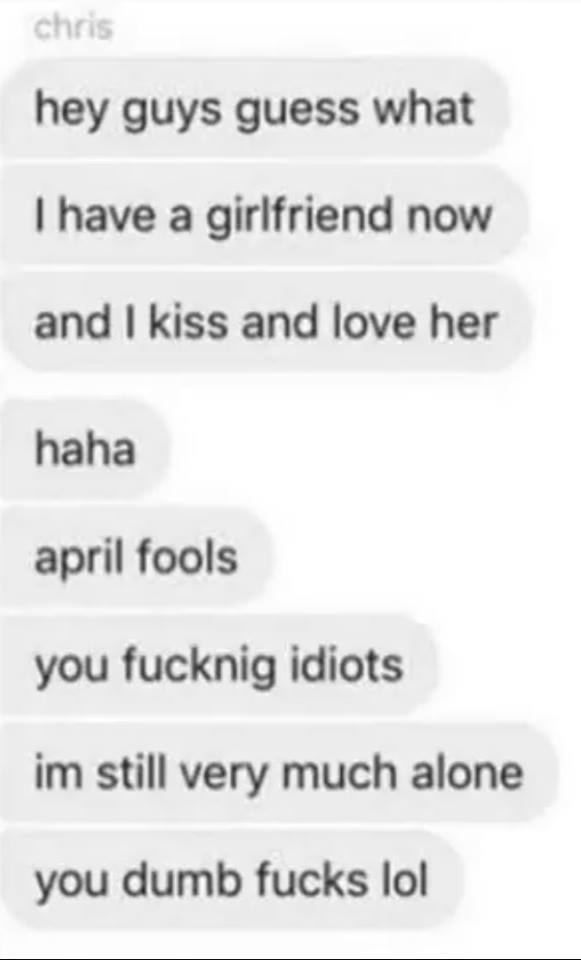 chris
hey guys guess what
I have a girlfriend now
and I kiss and love her
haha
april fools
you fucknig idiots
im still very much alone
you dumb fucks lol